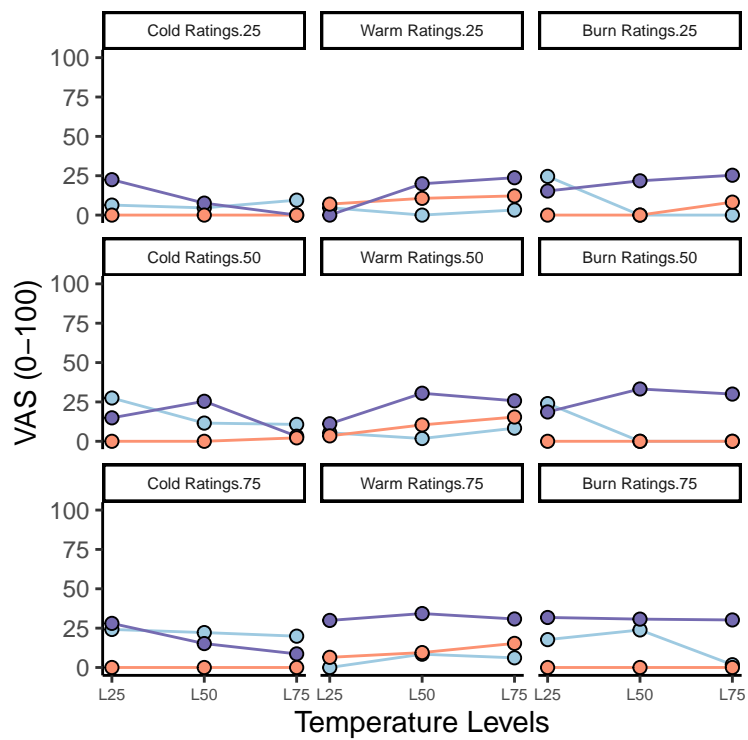 Cold Ratings.25 Warm Ratings.25 Burn Ratings.25
100
75
50
25
0
Cold Ratings.50 Warm Ratings.50 Burn Ratings.50
100
75
50
25
0
Cold Ratings.75 Warm Ratings.75 Burn Ratings.75
100
75
50
25
0
VAS (0−100)
L25 L50 L75 L25 L50 L75 L25 L50 L75
Temperature Levels